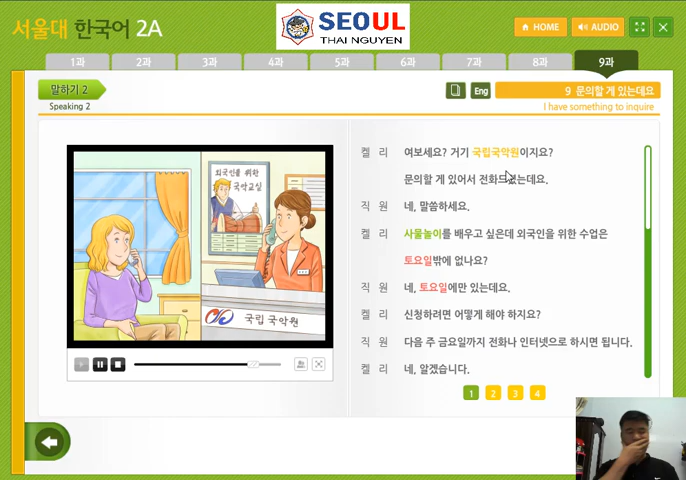 서울대 한국어 2A
SEOUL
THAI NGUYEN
HOME
AUDIO
1과 2과 3과 4과 5과 6과 7과 8과 9과
말하기 2
Speaking 2
Eng
9 문의할 게 있는데요
I have something to inquire
외국인을 위한
국악교실
국립 국악원
켈 리 여보세요? 거기 국립국악원이지요?
문의할 게 있어서 전화드렸는데요.
직 원 네, 말씀하세요.
켈 리 사물놀이를 배우고 싶은데 외국인을 위한 수업은
토요일밖에 없나요?
직 원 네, 토요일에만 있는데요.
켈 리 신청하려면 어떻게 해야 하지요?
직 원 다음 주 금요일까지 전화나 인터넷으로 하시면 됩니다.
켈 리 네, 알겠습니다.
1 2 3 4